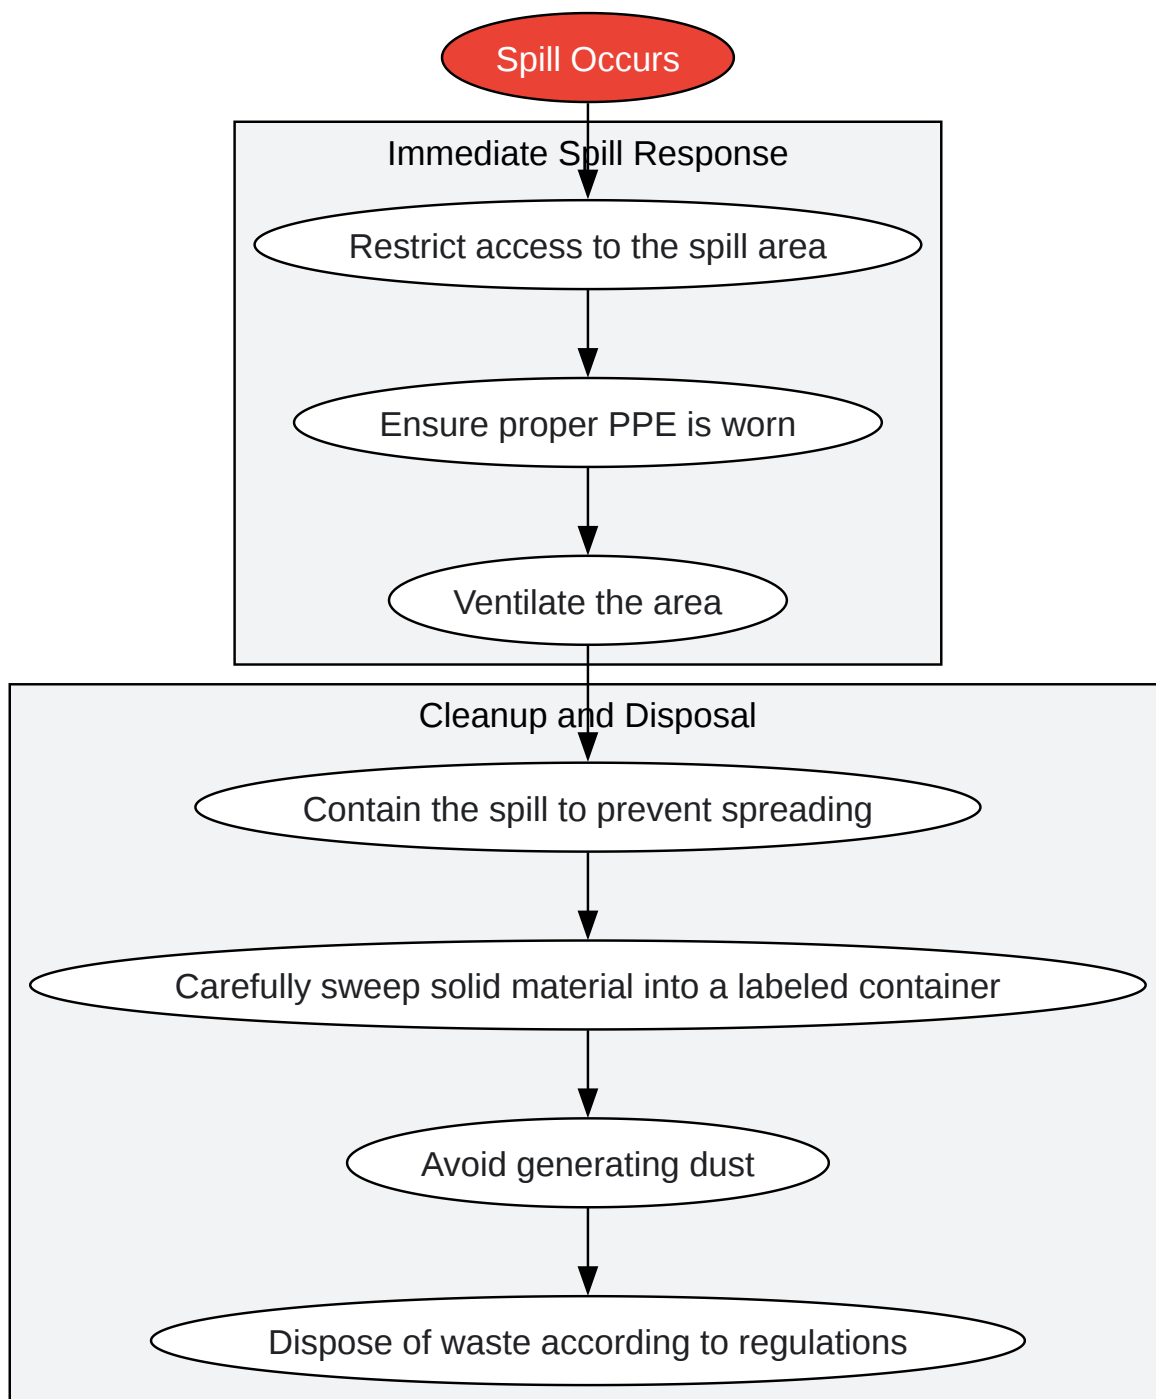 Spill Occurs
Immediate Spill Response
Restrict access to the spill area
Ensure proper PPE is worn
Ventilate the area
Cleanup and Disposal
Contain the spill to prevent spreading
Carefully sweep solid material into a labeled container
Avoid generating dust
Dispose of waste according to regulations